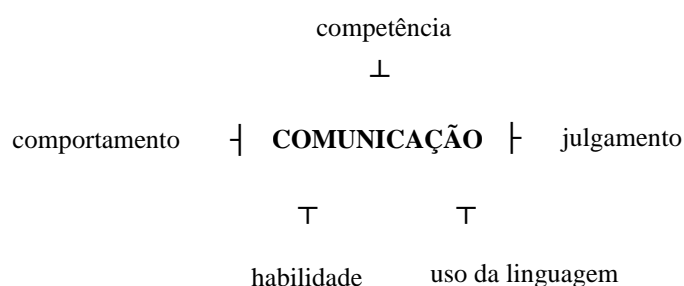 competência
┴
comportamento ┤ COMUNICAÇÃO ├ julgamento
┬ ┬
habilidade uso da linguagem